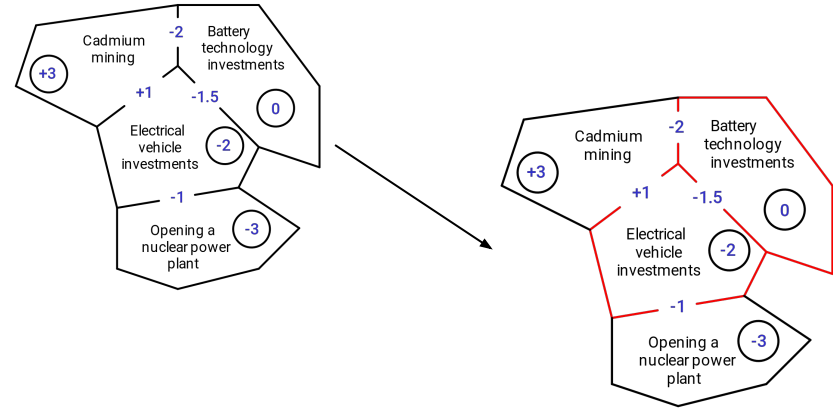 Cadmium
mining
+3
-2
Battery
technology
investments
0
+1
-1.5
Electrical
vehicle
investments
-2
-1
Opening a
nuclear power
plant
-3
Cadmium
mining
+3
-2
Battery
technology
investments
0
+1
-1.5
Electrical
vehicle
investments
-2
-1
Opening a
nuclear power
plant
-3